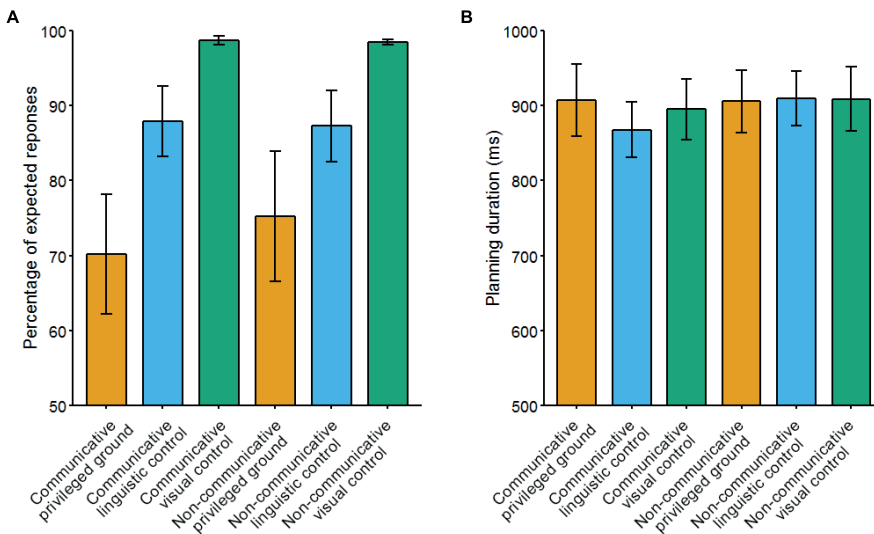 A
Percentage of expected reponses
100
90
80
70
60
50
Communicative
privileged ground
Communicative
linguistic control
Communicative
visual control
Non-communicative
privileged ground
Non-communicative
linguistic control
Non-communicative
visual control
B
Planning duration (ms)
1000
900
800
700
600
500
Communicative
privileged ground
Communicative
linguistic control
Communicative
visual control
Non-communicative
privileged ground
Non-communicative
linguistic control
Non-communicative
visual control